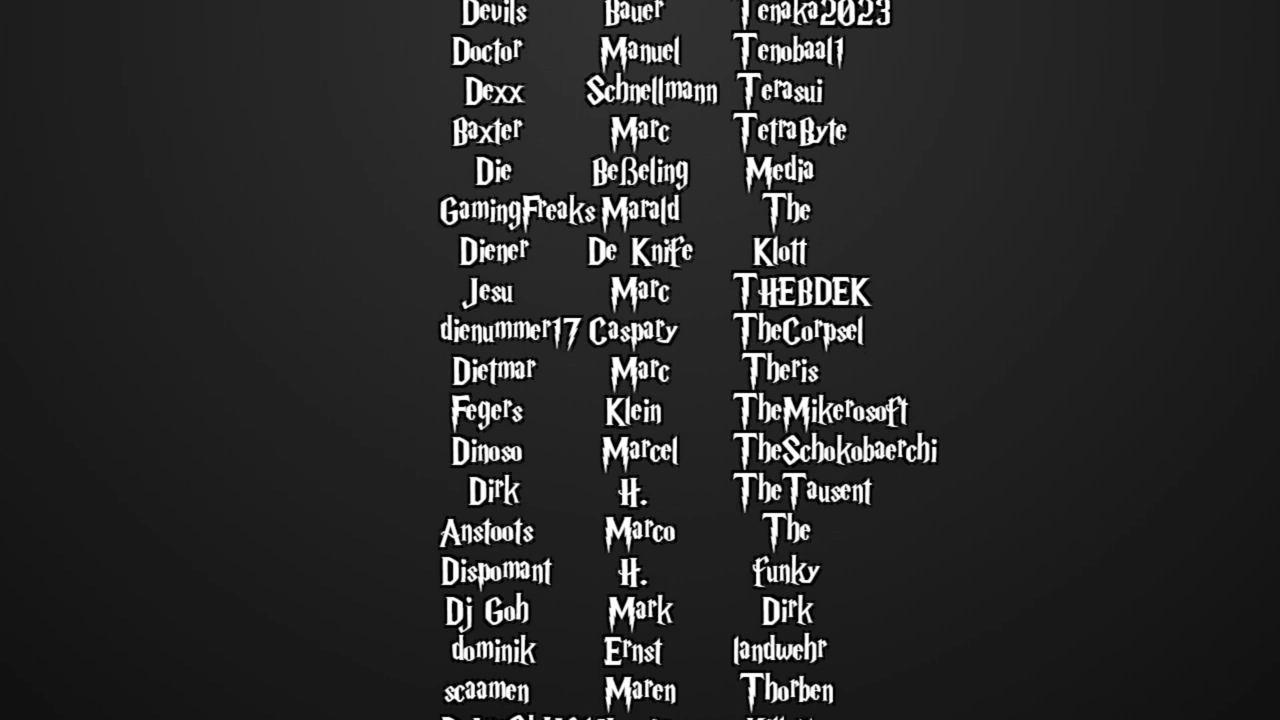 Devils Bauer Tenaka2023
Doctor Manuel Tenobaal1
Dexx Schnellmann Terasui
Baxter Marc TetraByte
Die Beßeling Media
GamingFreaks Marald The
Diener De Knife Klott
Jesu Marc THEBDEK
dienummer17 Caspary TheCorpsel
Dietmar Marc Theris
Fegers Klein TheMikerosoft
Dinoso Marcel TheSchokobaerchi
Dirk H. TheTausent
Anstoots Marco The
Dispomant H. funky
Dj Goh Mark Dirk
dominik Ernst landwehr
scaamen Maren Thorben